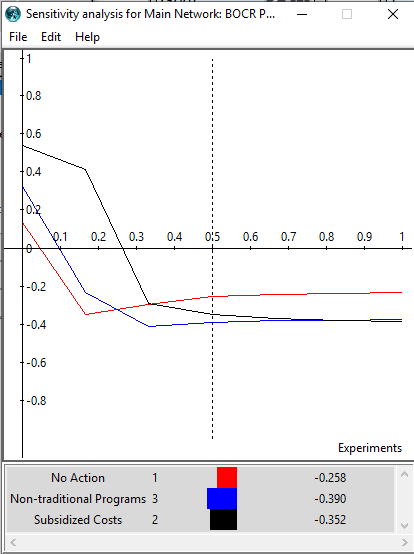 Sensitivity analysis for Main Network: BOCR P...
File Edit Help
1
0.8
0.6
0.4
0.2
0.1 0.2 0.3 0.4 0.5 0.6 0.7 0.8 0.9 1
0
-0.2
-0.4
-0.6
-0.8
Experiments
No Action 1 -0.258
Non-traditional Programs 3 -0.390
Subsidized Costs 2 -0.352